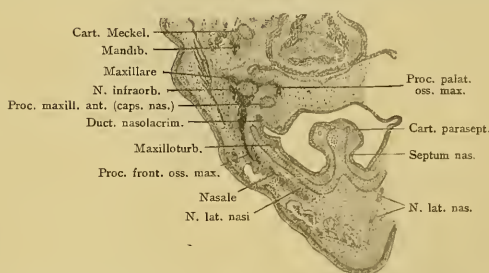 Cart. Meckel.
Mandıb.
Maxillare
N. infraorb.
Proc. maxill. ant. (caps. nas.)
Duct. nasolacrim.
Maxilloturb.
Proc. front. oss. max.
Nasale
N. lat. nasi
Proc. palat.
oss. max.
Cart. parasept.
Septum nas.
N. lat. nas.